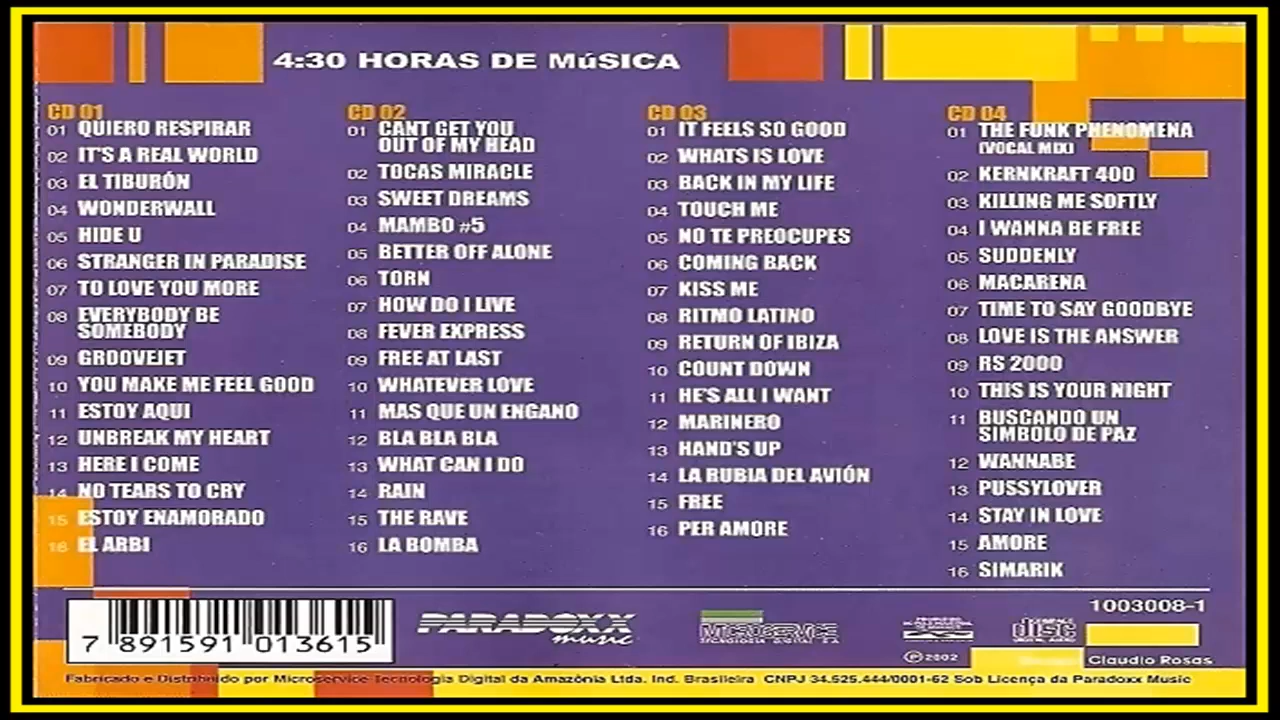 4:30 HORAS DE MúSICA
CD 01
01 QUIERO RESPIRAR
02 IT'S A REAL WORLD
03 EL TIBURÓN
04 WONDERWALL
05 HIDE U
06 STRANGER IN PARADISE
07 TO LOVE YOU MORE
08 EVERYBODY BE
SOMEBODY
09 GROOVEJET
10 YOU MAKE ME FEEL GOOD
11 ESTOY AQUI
12 UNBREAK MY HEART
13 HERE I COME
14 NO TEARS TO CRY
15 ESTOY ENAMORADO
16 EL ARBI
CD 02
01 CANT GET YOU
OUT OF MY HEAD
02 TOCAS MIRACLE
03 SWEET DREAMS
04 MAMBO #5
05 BETTER OFF ALONE
06 TORN
07 HOW DO I LIVE
08 FEVER EXPRESS
09 FREE AT LAST
10 WHATEVER LOVE
11 MAS QUE UN ENGANO
12 BLA BLA BLA
13 WHAT CAN I DO
14 RAIN
15 THE RAVE
16 LA BOMBA
CD 03
01 IT FEELS SO GOOD
02 WHATS IS LOVE
03 BACK IN MY LIFE
04 TOUCH ME
05 NO TE PREOCUPES
06 COMING BACK
07 KISS ME
08 RITMO LATINO
09 RETURN OF IBIZA
10 COUNT DOWN
11 HE'S ALL I WANT
12 MARINERO
13 HAND'S UP
14 LA RUBIA DEL AVIÓN
15 FREE
16 PER AMORE
CD 04
01 THE FUNK PHENOMENA
(VOCAL MIX)
02 KERNKRAFT 400
03 KILLING ME SOFTLY
04 I WANNA BE FREE
05 SUDDENLY
06 MACARENA
07 TIME TO SAY GOODBYE
08 LOVE IS THE ANSWER
09 RS 2000
10 THIS IS YOUR NIGHT
11 BUSCANDO UN
SIMBOLO DE PAZ
12 WANNABE
13 PUSSYLOVER
14 STAY IN LOVE
15 AMORE
16 SIMARIK
1003008-1
7 891591 013615
PARADOXX
music
MICROSERVICE
TECNOLOGIA DIGITAL DA AMAZÔNIA
disc
℗2002
Claudio Rosas
Fabricado e Distribuído por Microservice Tecnologia Digital da Amazônia Ltda. Ind. Brasileira CNPJ 34.525.444/0001-62 Sob Licença da Paradoxx Music